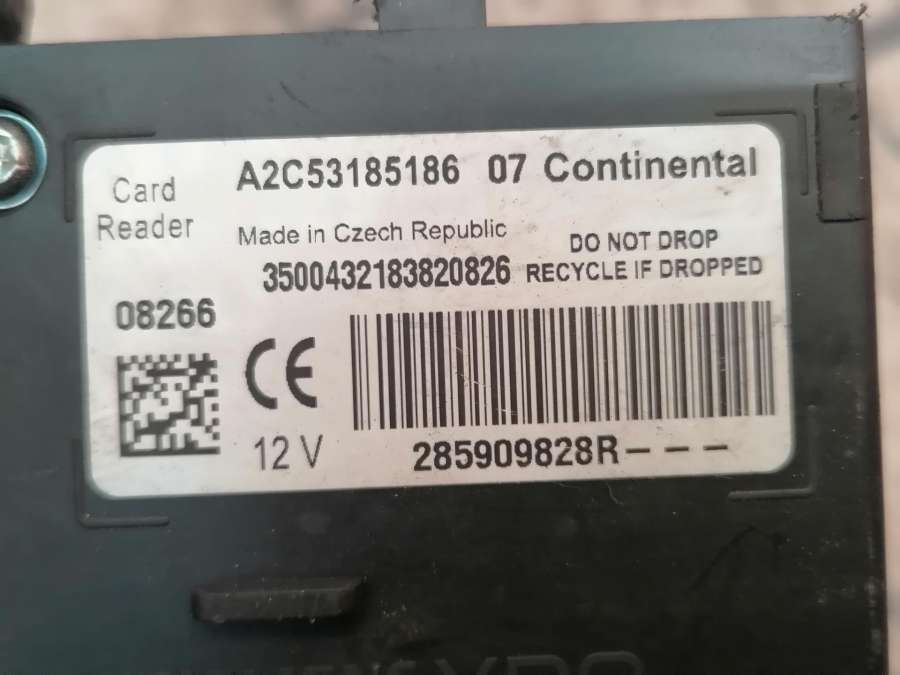 Card
Reader
A2C53185186 07 Continental
Made in Czech Republic
DO NOT DROP
3500432183820826
RECYCLE IF DROPPED
08266
CE
12 V
285909828R---